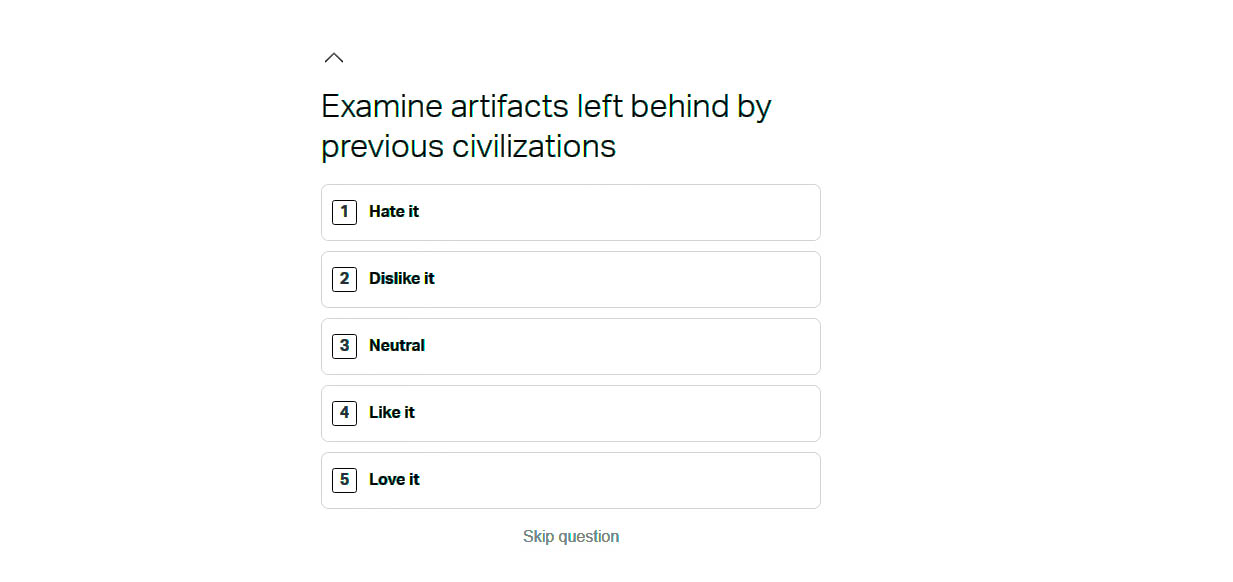 Examine artifacts left behind by
previous civilizations
1 Hate it
2 Dislike it
3 Neutral
4 Like it
5 Love it
Skip question